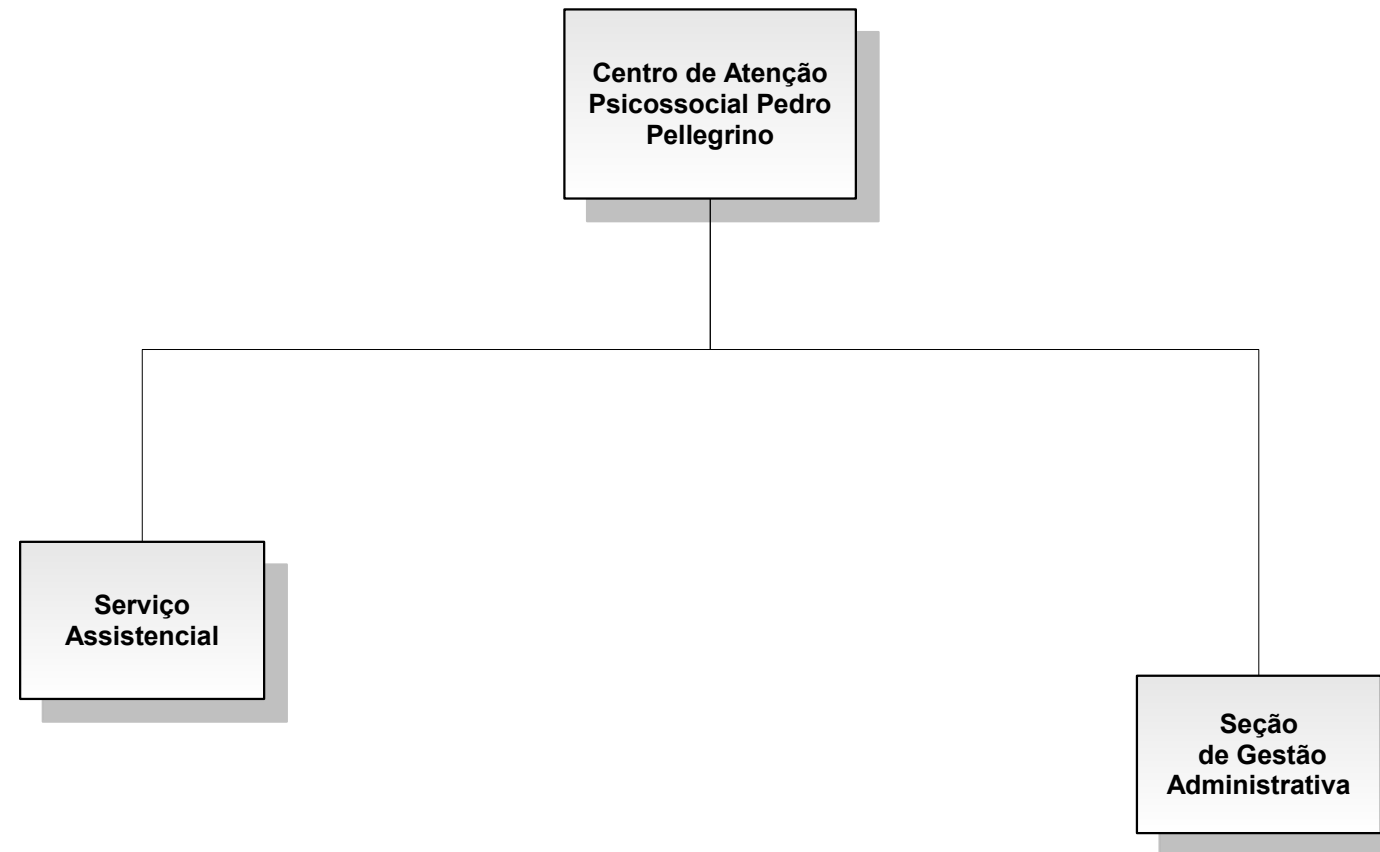 Centro de Atenção
Psicossocial Pedro
Pellegrino
Serviço
Assistencial
Seção
de Gestão
Administrativa